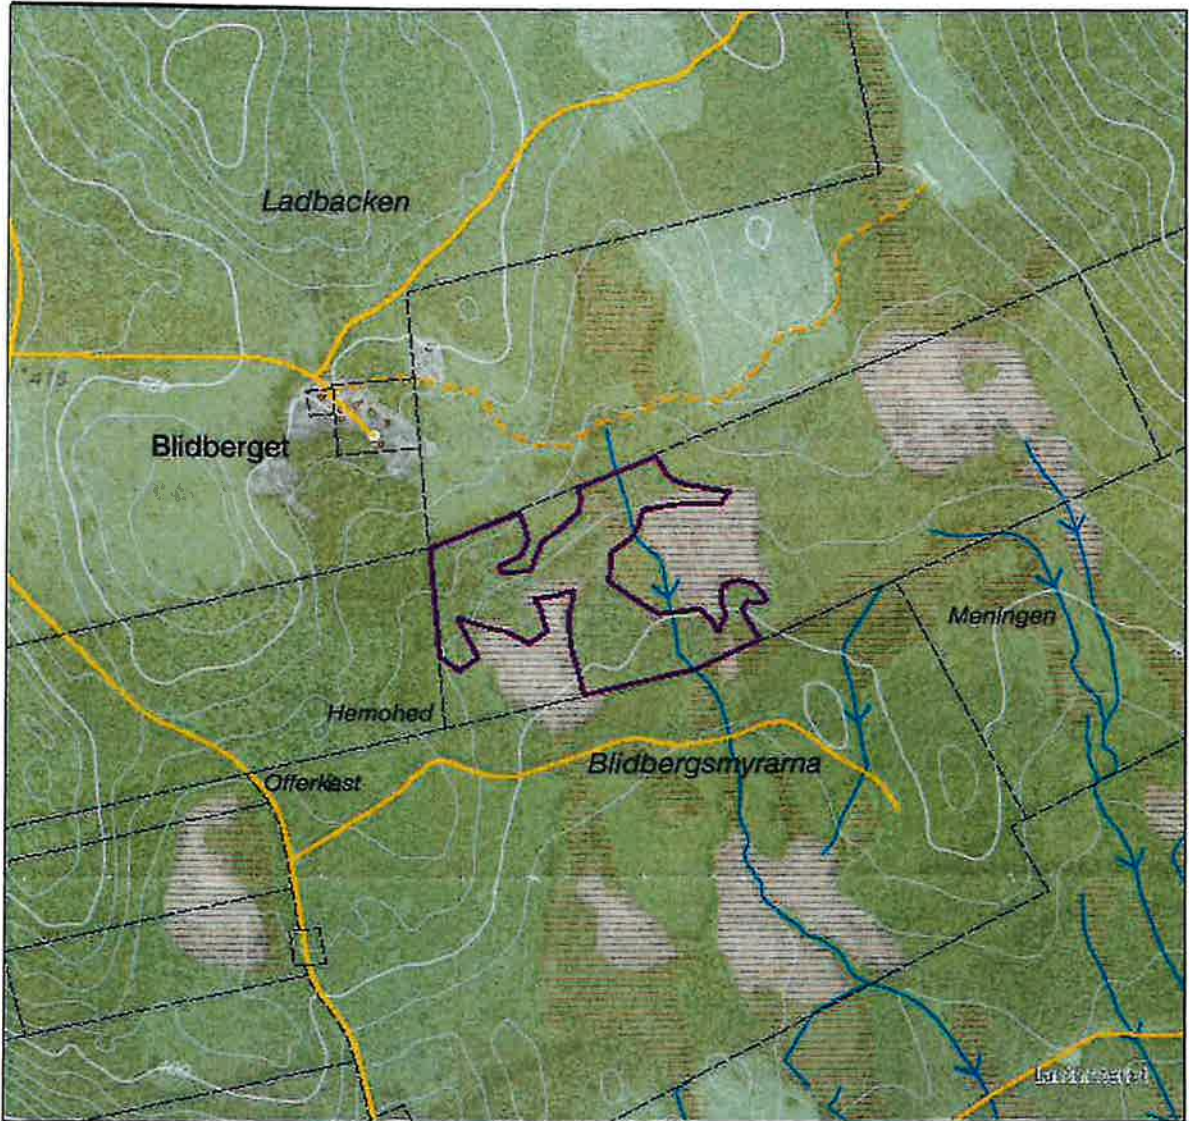 Ladbacken
Blidberget
Meningen
Hemohed
Blidbergsmyrarna
Offerkast